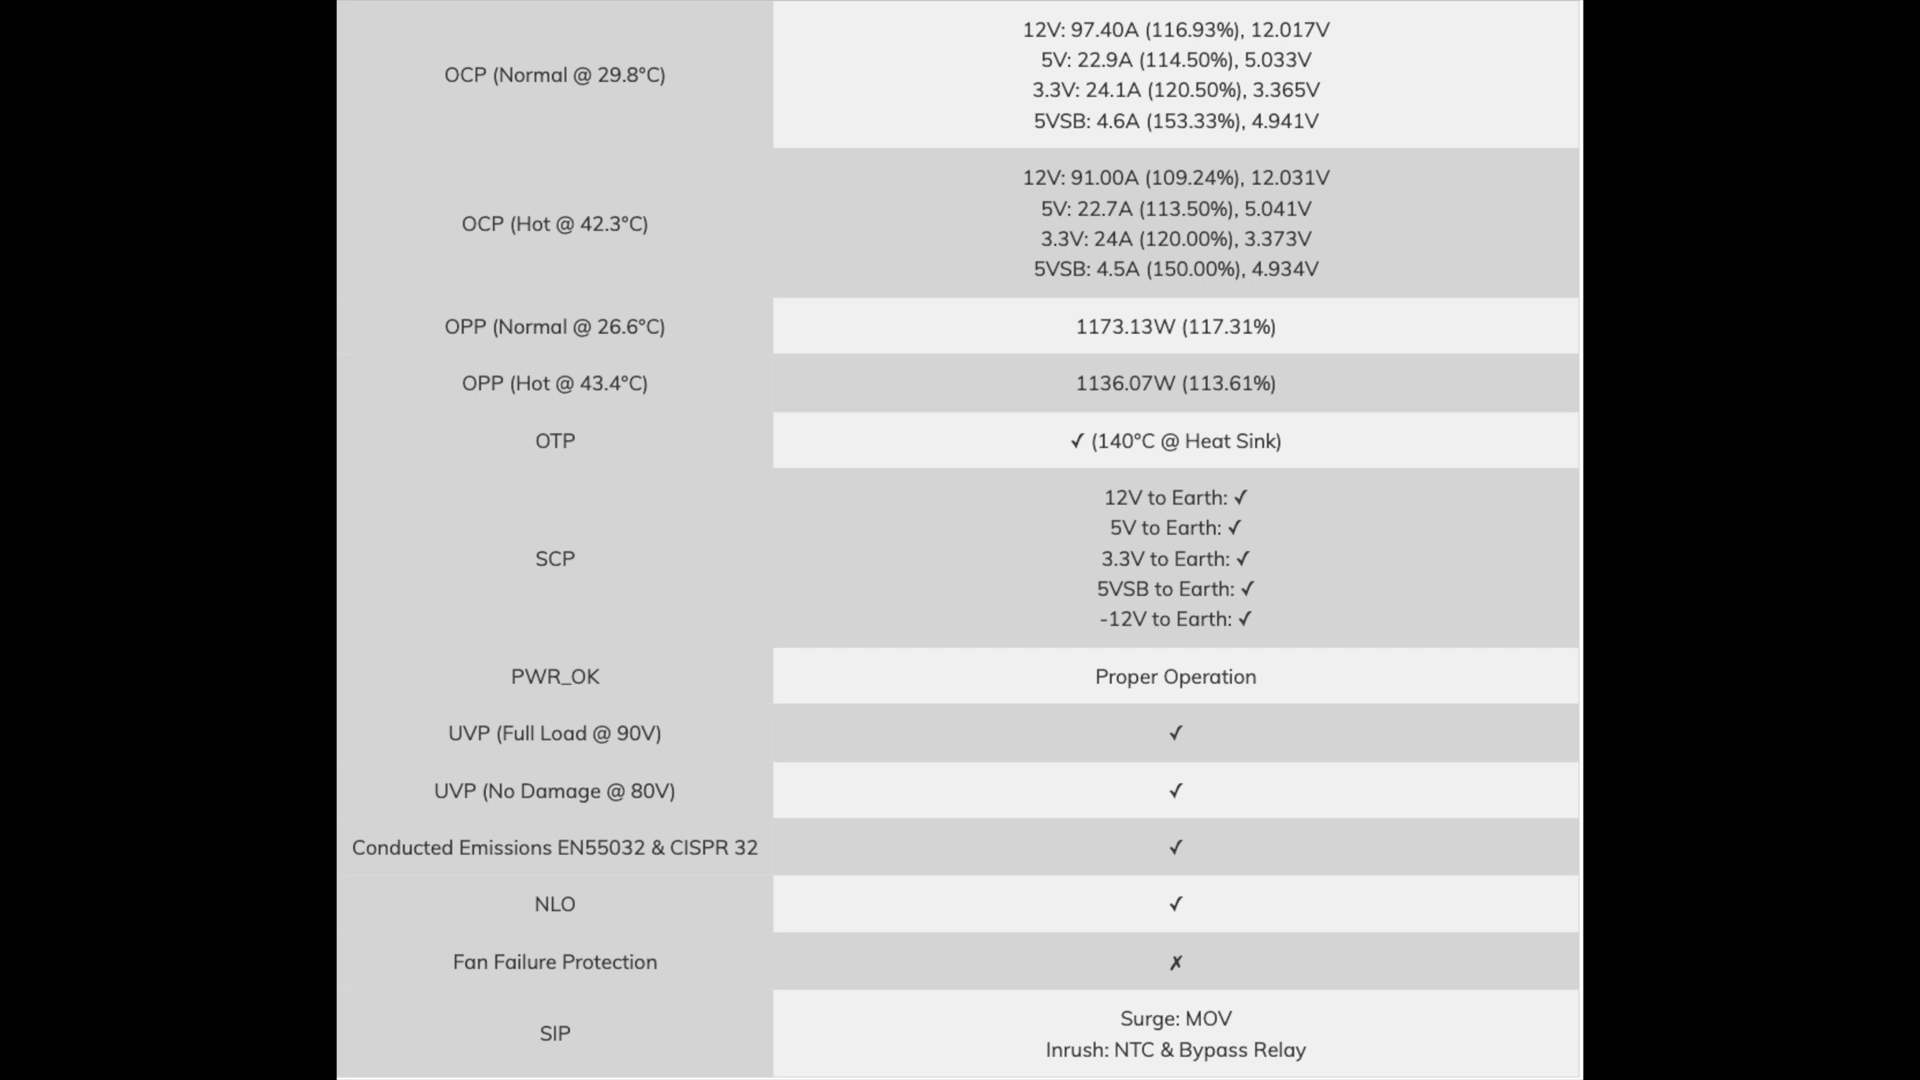 OCP (Normal @ 29.8°C)
12V: 97.40A (116.93%), 12.017V
5V: 22.9A (114.50%), 5.033V
3.3V: 24.1A (120.50%), 3.365V
5VSB: 4.6A (153.33%), 4.941V
OCP (Hot @ 42.3°C)
12V: 91.00A (109.24%), 12.031V
5V: 22.7A (113.50%), 5.041V
3.3V: 24A (120.00%), 3.373V
5VSB: 4.5A (150.00%), 4.934V
OPP (Normal @ 26.6°C)
1173.13W (117.31%)
OPP (Hot @ 43.4°C)
1136.07W (113.61%)
OTP
✓ (140°C @ Heat Sink)
SCP
12V to Earth: ✓
5V to Earth: ✓
3.3V to Earth: ✓
5VSB to Earth: ✓
-12V to Earth: ✓
PWR_OK
Proper Operation
UVP (Full Load @ 90V)
✓
UVP (No Damage @ 80V)
✓
Conducted Emissions EN55032 & CISPR 32
✓
NLO
✓
Fan Failure Protection
✗
SIP
Surge: MOV
Inrush: NTC & Bypass Relay